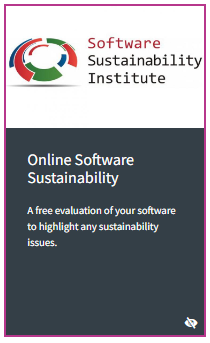 Software
Sustainability
Institute
Online Software
Sustainability
A free evaluation of your software
to highlight any sustainability
issues.